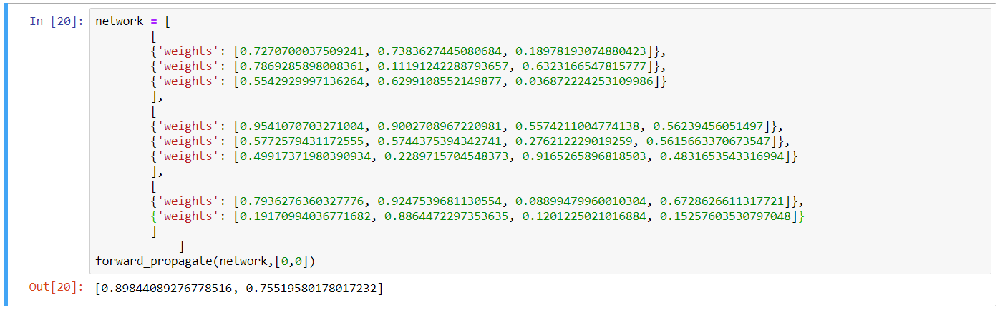 In [20]: network = [
[
{'weights': [0.7270700037509241, 0.7383627445080684, 0.18978193074880423]},
{'weights': [0.7869285898008361, 0.11191242288793657, 0.6323166547815777]},
{'weights': [0.5542929997136264, 0.6299108552149877, 0.036872224253109986]}
],
[
{'weights': [0.9541070703271004, 0.9002708967220981, 0.5574211004774138, 0.56239456051497]},
{'weights': [0.5772579431172555, 0.5744375394342741, 0.276212229019259, 0.5615663370673547]},
{'weights': [0.49917371980390934, 0.2289715704548373, 0.9165265896818503, 0.4831653543316994]}
],
[
{'weights': [0.7936276360327776, 0.9247539681130554, 0.08899479960010304, 0.6728626611317721]},
{'weights': [0.19170994036771682, 0.8864472297353635, 0.1201225021016884, 0.15257603530797048]}
]
]
forward_propagate(network,[0,0])
Out[20]: [0.89844089276778516, 0.75519580178017232]